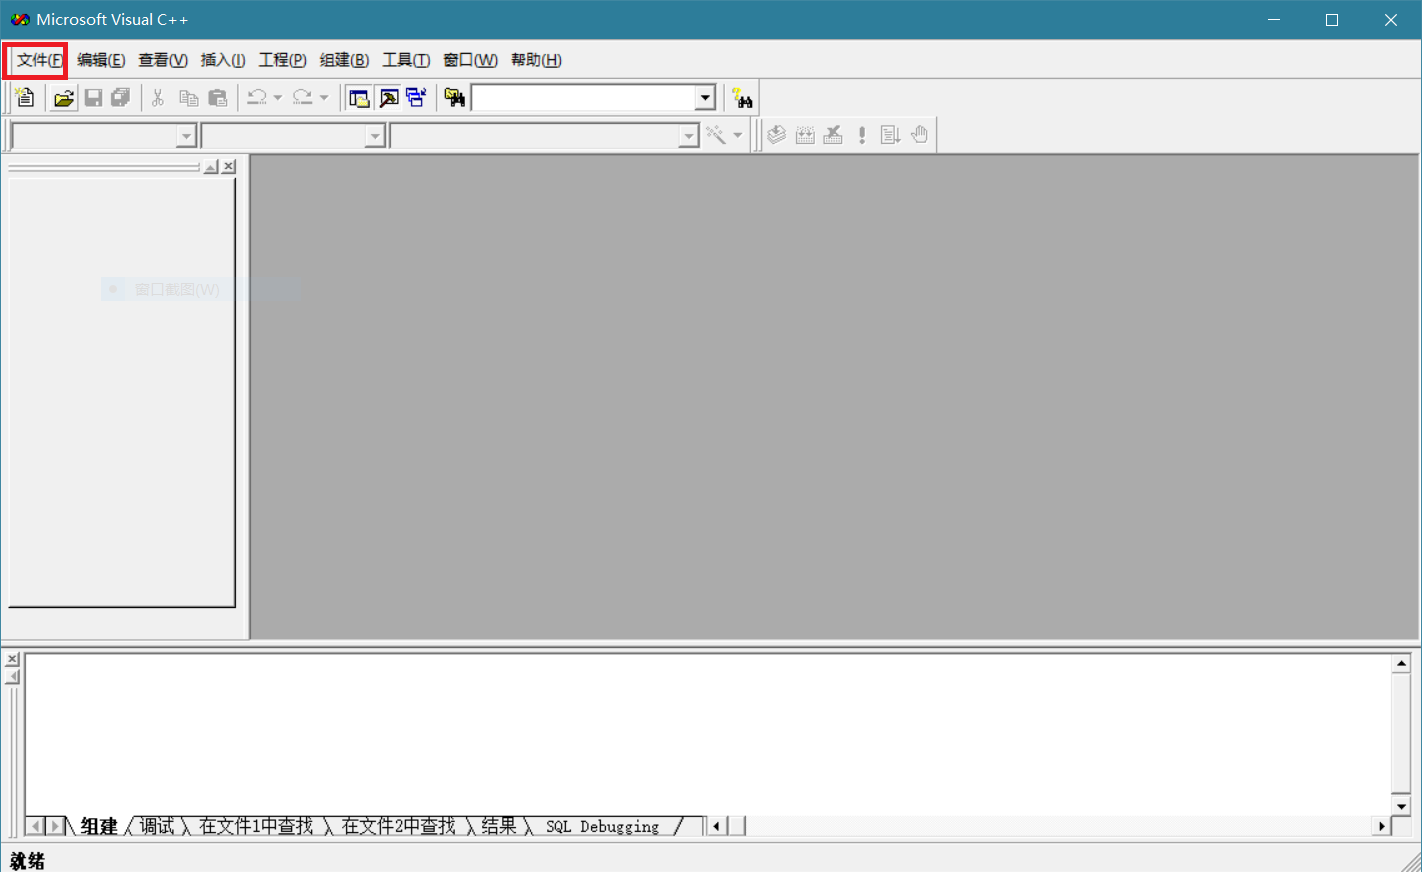 Microsoft Visual C++
文件(F) 编辑(E) 查看(V) 插入(I) 工程(P) 组建(B) 工具(T) 窗口(W) 帮助(H)
窗口截图(W)
组建 调试 在文件1中查找 在文件2中查找 结果 SQL Debugging
就绪